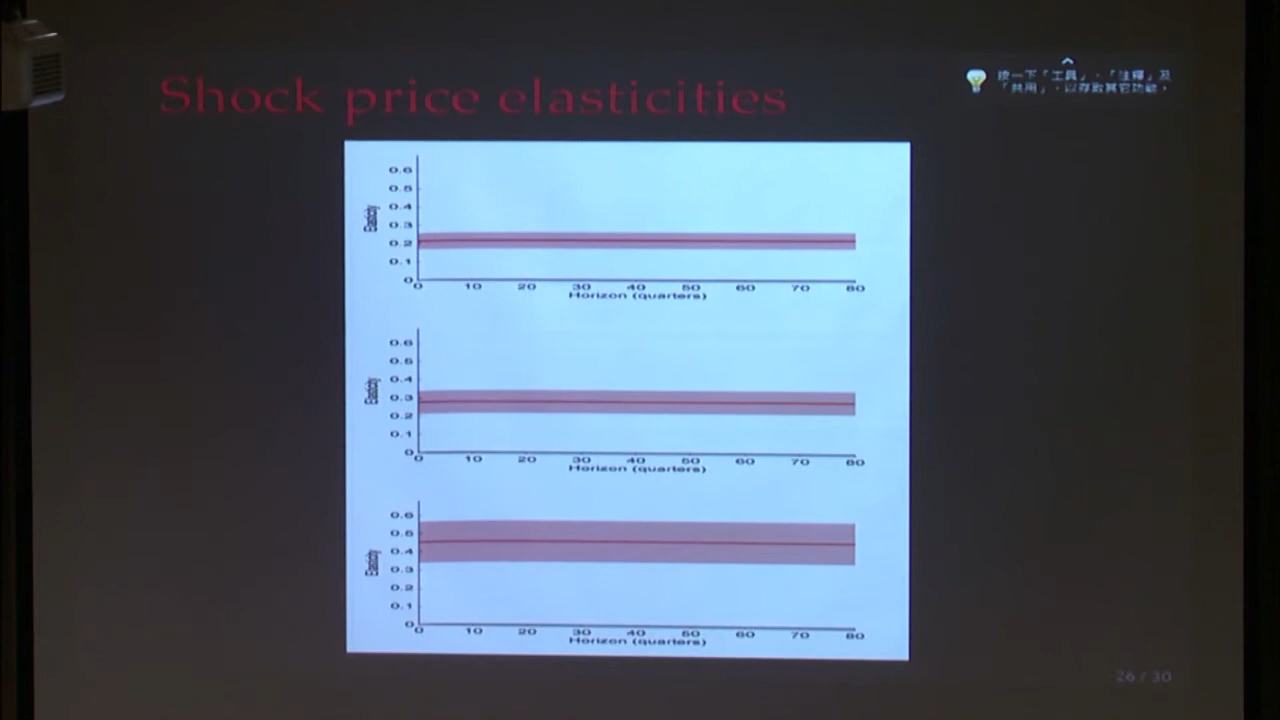 Shock price elasticities
按一下「工具」、「註釋」及
「共用」，以存取其它功能。
0.6
0.5
0.4
0.3
0.2
0.1
0
Elasticity
0 10 20 30 40 50 60 70 80
Horizon (quarters)
0.6
0.5
0.4
0.3
0.2
0.1
0
Elasticity
0 10 20 30 40 50 60 70 80
Horizon (quarters)
0.6
0.5
0.4
0.3
0.2
0.1
0
Elasticity
0 10 20 30 40 50 60 70 80
Horizon (quarters)
26 / 30